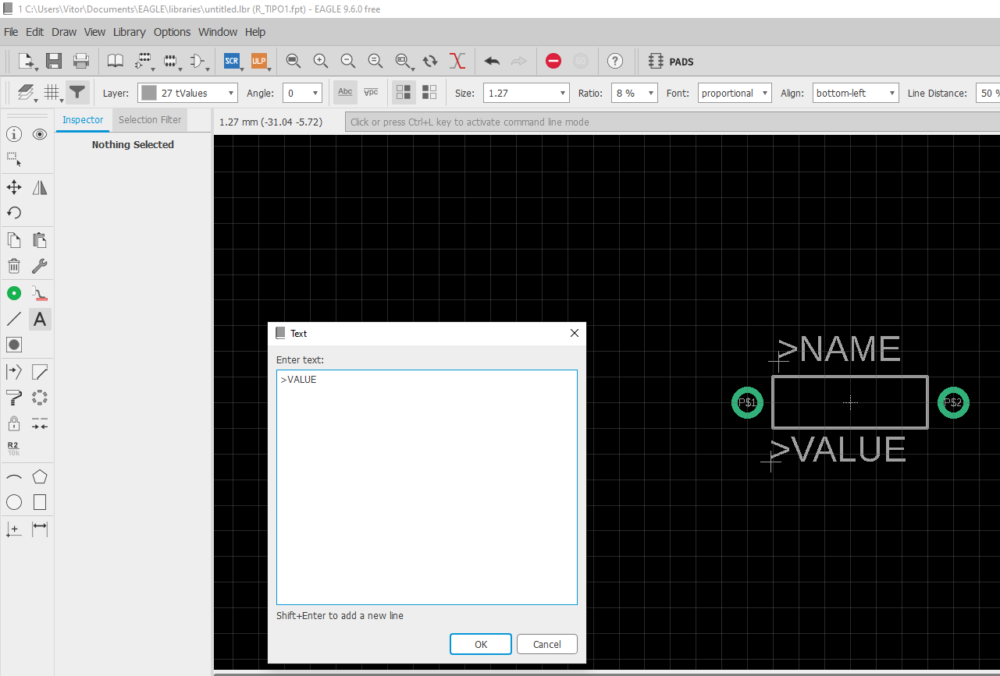 1 C:\Users\Vitor\Documents\EAGLE\libraries\untitled.lbr (R_TIPO1.fpt) - EAGLE 9.6.0 free
File Edit Draw View Library Options Window Help
SCR ULP GO ? PADS
Layer: 27 tValues Angle: 0 Abc Abc Size: 1.27 Ratio: 8 % Font: proportional Align: bottom-left Line Distance: 50 %
Inspector Selection Filter 1.27 mm (-31.04 -5.72) Click or press Ctrl+L key to activate command line mode
Nothing Selected
i
A
R2
10k
Text
Enter text:
>VALUE
Shift+Enter to add a new line
OK Cancel
>NAME
P$1 P$2
>VALUE